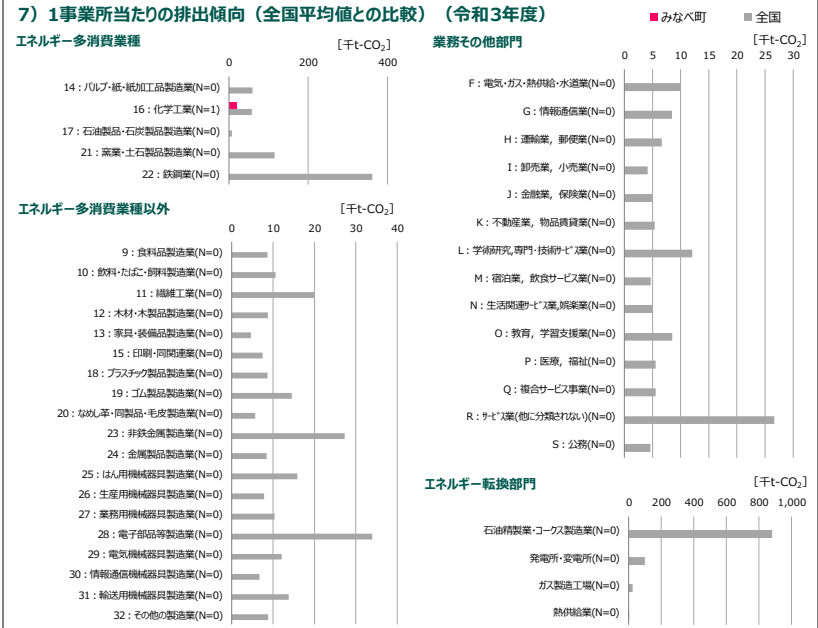 7）1事業所当たりの排出傾向（全国平均値との比較）（令和3年度）
■みなべ町 ■全国
エネルギー多消費業種
［千t-CO₂］
0 200 400
14：パルプ・紙・紙加工品製造業(N=0)
16：化学工業(N=1)
17：石油製品・石炭製品製造業(N=0)
21：窯業・土石製品製造業(N=0)
22：鉄鋼業(N=0)
エネルギー多消費業種以外
［千t-CO₂］
0 10 20 30 40
9：食料品製造業(N=0)
10：飲料・たばこ・飼料製造業(N=0)
11：繊維工業(N=0)
12：木材・木製品製造業(N=0)
13：家具・装備品製造業(N=0)
15：印刷・同関連業(N=0)
18：プラスチック製品製造業(N=0)
19：ゴム製品製造業(N=0)
20：なめし革・同製品・毛皮製造業(N=0)
23：非鉄金属製造業(N=0)
24：金属製品製造業(N=0)
25：はん用機械器具製造業(N=0)
26：生産用機械器具製造業(N=0)
27：業務用機械器具製造業(N=0)
28：電子部品等製造業(N=0)
29：電気機械器具製造業(N=0)
30：情報通信機械器具製造業(N=0)
31：輸送用機械器具製造業(N=0)
32：その他の製造業(N=0)
業務その他部門
［千t-CO₂］
0 5 10 15 20 25 30
F：電気・ガス・熱供給・水道業(N=0)
G：情報通信業(N=0)
H：運輸業，郵便業(N=0)
I：卸売業，小売業(N=0)
J：金融業，保険業(N=0)
K：不動産業，物品賃貸業(N=0)
L：学術研究,専門・技術サービス業(N=0)
M：宿泊業，飲食サービス業(N=0)
N：生活関連サービス業,娯楽業(N=0)
O：教育，学習支援業(N=0)
P：医療，福祉(N=0)
Q：複合サービス事業(N=0)
R：サービス業(他に分類されない)(N=0)
S：公務(N=0)
エネルギー転換部門
［千t-CO₂］
0 200 400 600 800 1,000
石油精製業・コークス製造業(N=0)
発電所・変電所(N=0)
ガス製造工場(N=0)
熱供給業(N=0)